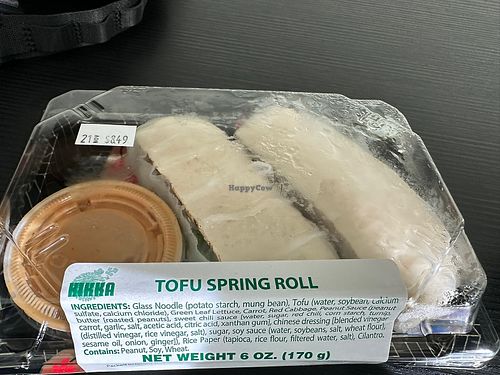 21E $8.49
HappyCow
HIKKA
TOFU SPRING ROLL
INGREDIENTS: Glass Noodle (potato starch, mung bean), Tofu (water, soybean, calcium
sulfate, calcium chloride), Green Leaf Lettuce, Carrot, Red Cabbage, Peanut Sauce (peanut
butter (roasted peanuts), sweet chili sauce (water, sugar, red chili, corn starch, turnip,
carrot, garlic, salt, acetic acid, citric acid, xanthan gum), chinese dressing [blended vinegar
(distilled vinegar, rice vinegar, salt), sugar, soy sauce (water, soybeans, salt, wheat flour),
sesame oil, onion, ginger]), Rice Paper (tapioca, rice flour, filtered water, salt), Cilantro.
Contains: Peanut, Soy, Wheat.
NET WEIGHT 6 OZ. (170 g)